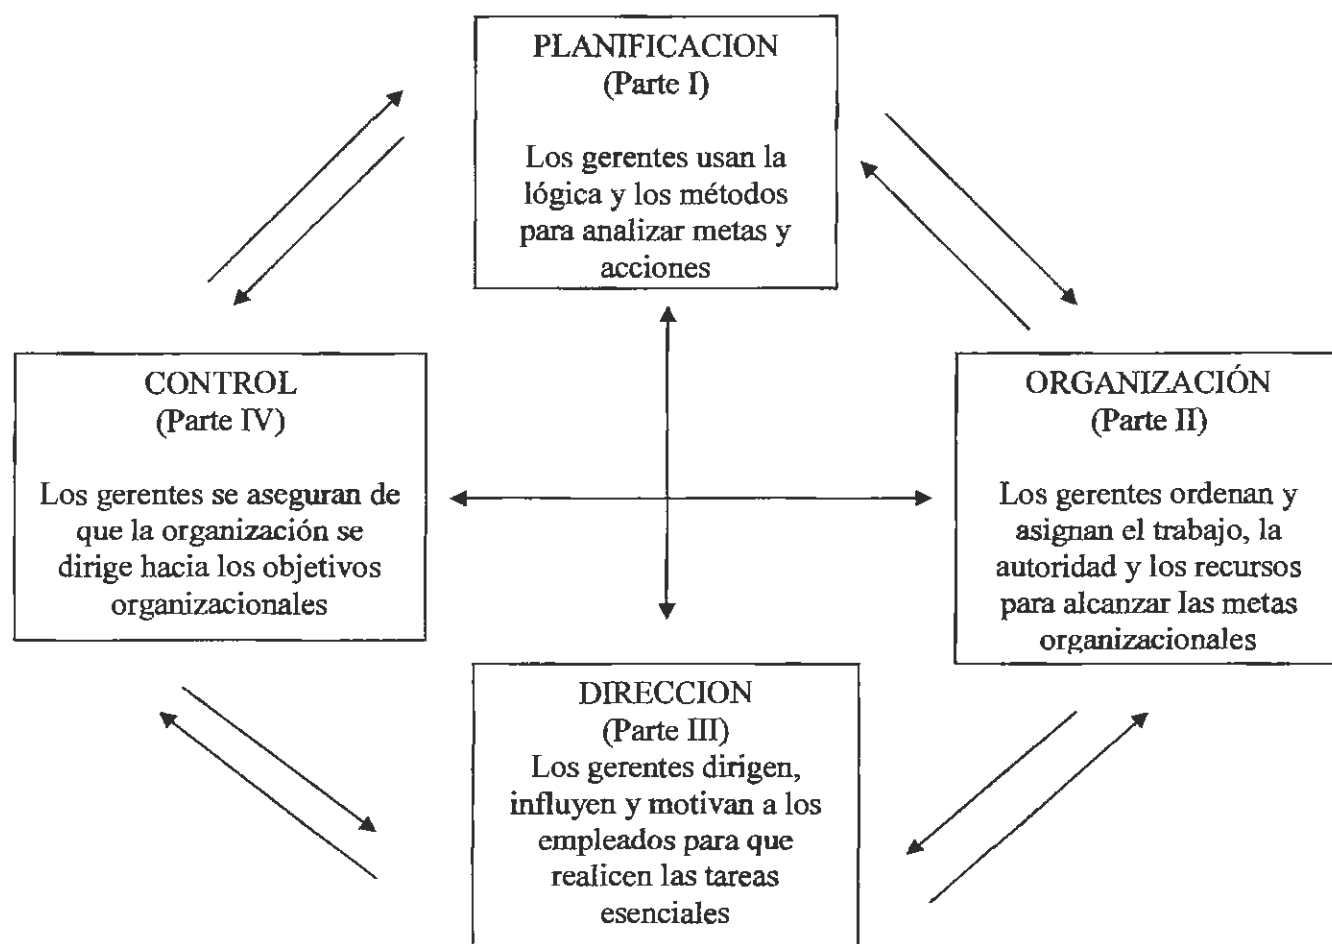 PLANIFICACION
(Parte I)
Los gerentes usan la
lógica y los métodos
para analizar metas y
acciones
CONTROL
(Parte IV)
Los gerentes se aseguran de
que la organización se
dirige hacia los objetivos
organizacionales
ORGANIZACIÓN
(Parte II)
Los gerentes ordenan y
asignan el trabajo, la
autoridad y los recursos
para alcanzar las metas
organizacionales
DIRECCION
(Parte III)
Los gerentes dirigen,
influyen y motivan a los
empleados para que
realicen las tareas
esenciales